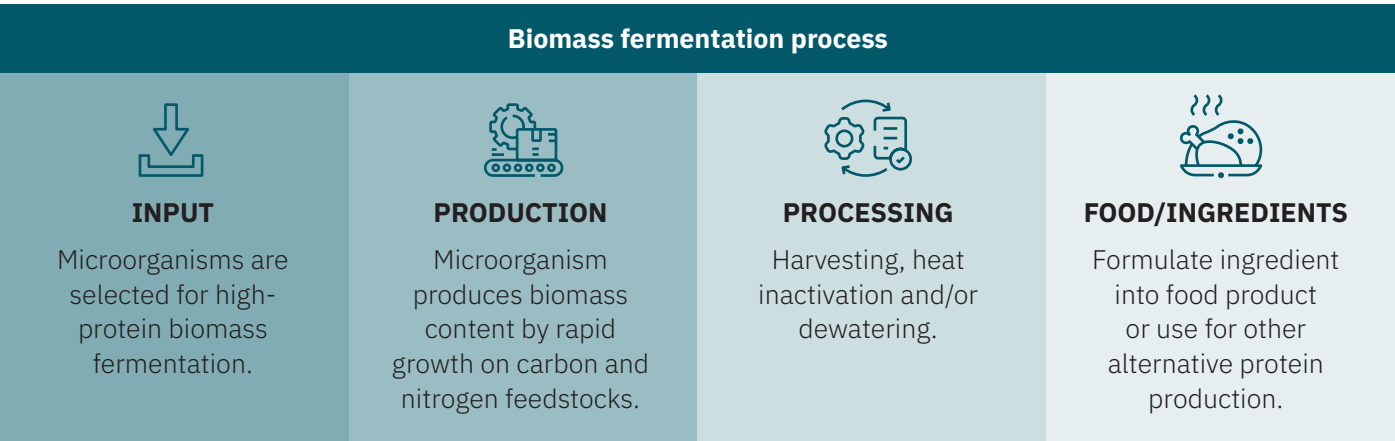 Biomass fermentation process
INPUT
Microorganisms are
selected for high-
protein biomass
fermentation.
PRODUCTION
Microorganism
produces biomass
content by rapid
growth on carbon and
nitrogen feedstocks.
PROCESSING
Harvesting, heat
inactivation and/or
dewatering.
FOOD/INGREDIENTS
Formulate ingredient
into food product
or use for other
alternative protein
production.